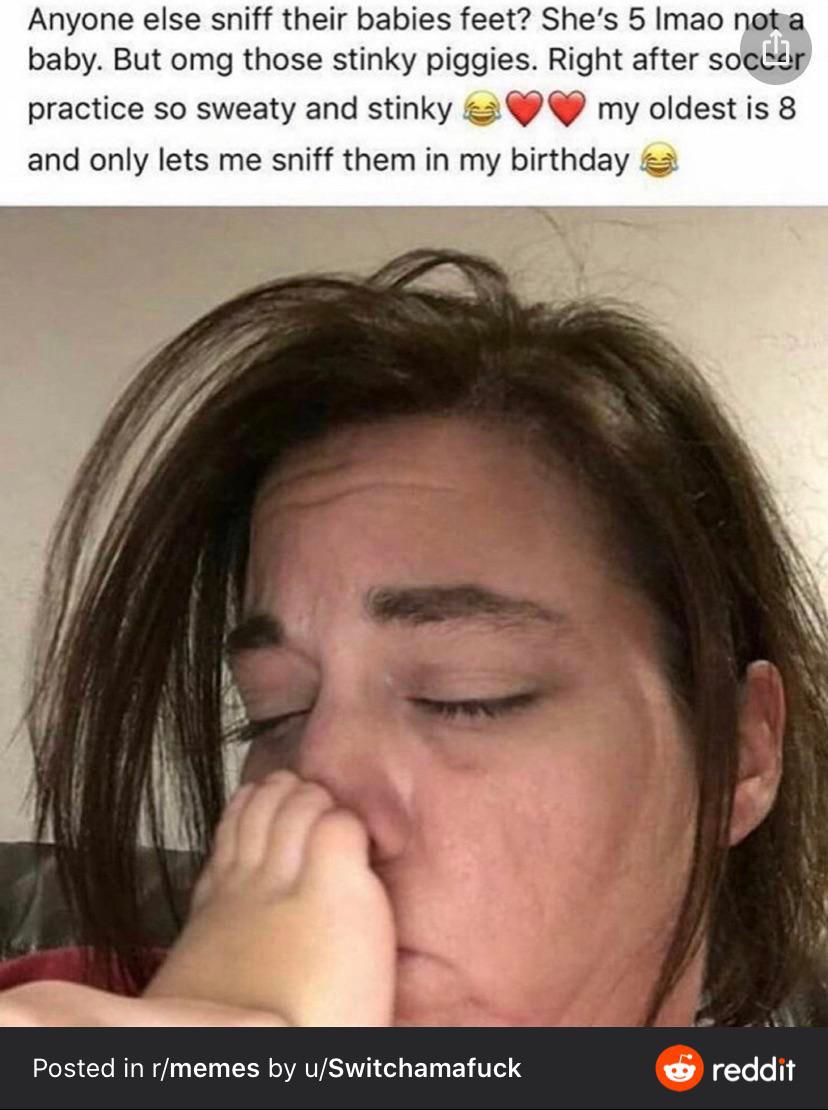 Anyone else sniff their babies feet? She's 5 lmao not a
baby. But omg those stinky piggies. Right after soccer
practice so sweaty and stinky 😂❤️❤️ my oldest is 8
and only lets me sniff them in my birthday 😂
Posted in r/memes by u/Switchamafuck
reddit